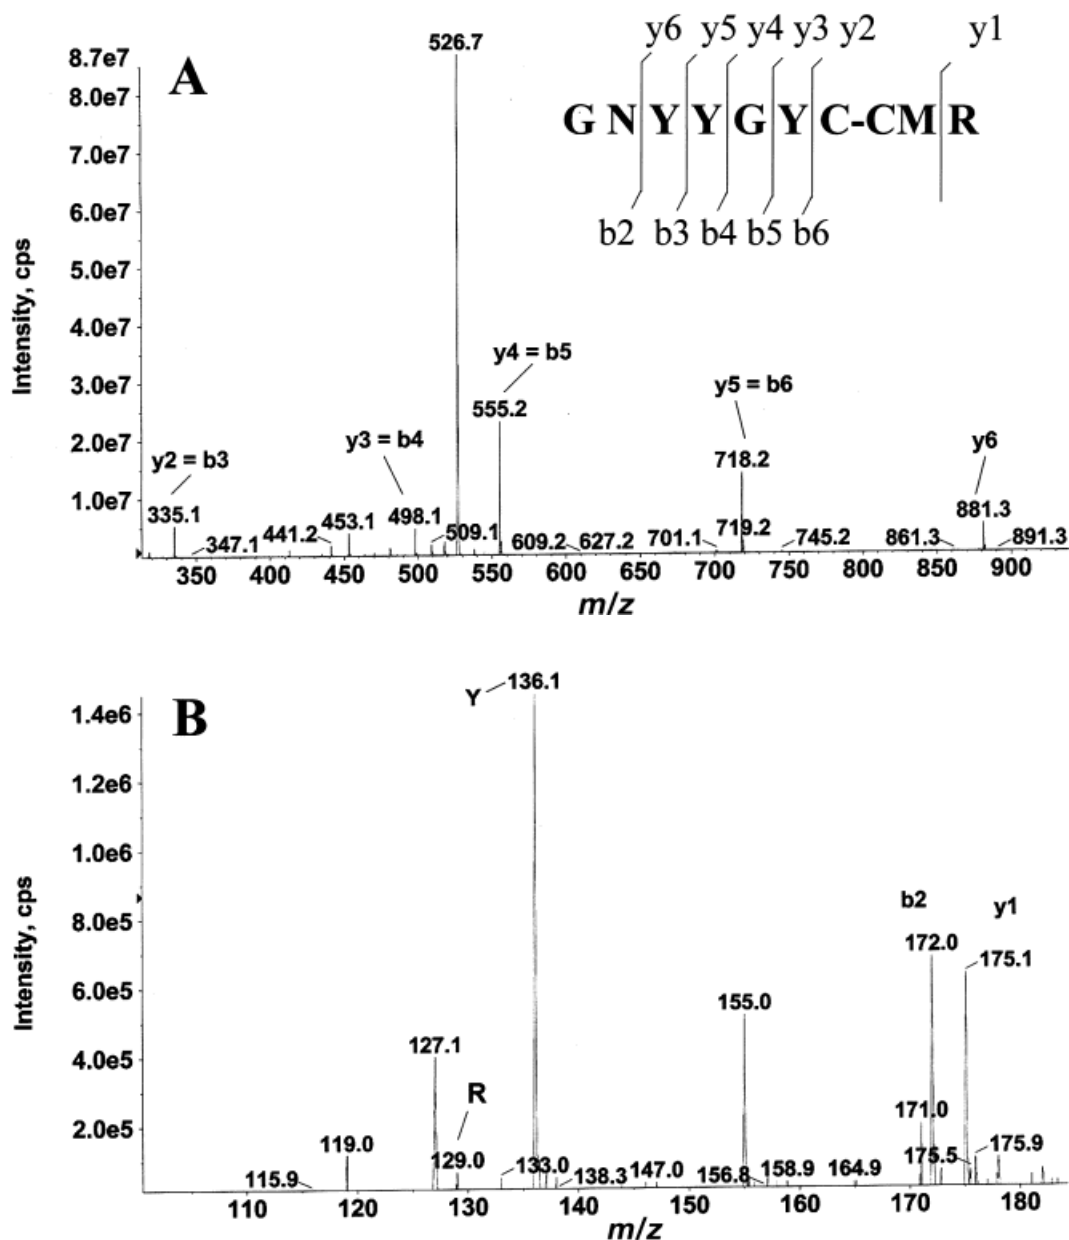 A
8.7e7
8.0e7
7.0e7
6.0e7
5.0e7
4.0e7
3.0e7
2.0e7
1.0e7
Intensity, cps
526.7
y6 y5 y4 y3 y2 y1
G N Y Y G Y C-C M R
b2 b3 b4 b5 b6
y4 = b5
555.2
y5 = b6
718.2
719.2
y3 = b4
498.1
y2 = b3
335.1
347.1
441.2
453.1
509.1
609.2
627.2
701.1
745.2
861.3
y6
881.3
891.3
350 400 450 500 550 600 650 700 750 800 850 900
m/z
B
1.4e6
1.2e6
1.0e6
8.0e5
6.0e5
4.0e5
2.0e5
Intensity, cps
Y
136.1
b2
172.0
y1
175.1
155.0
127.1
R
129.0
119.0
115.9
133.0
138.3
147.0
156.8
158.9
164.9
171.0
175.5
175.9
110 120 130 140 150 160 170 180
m/z